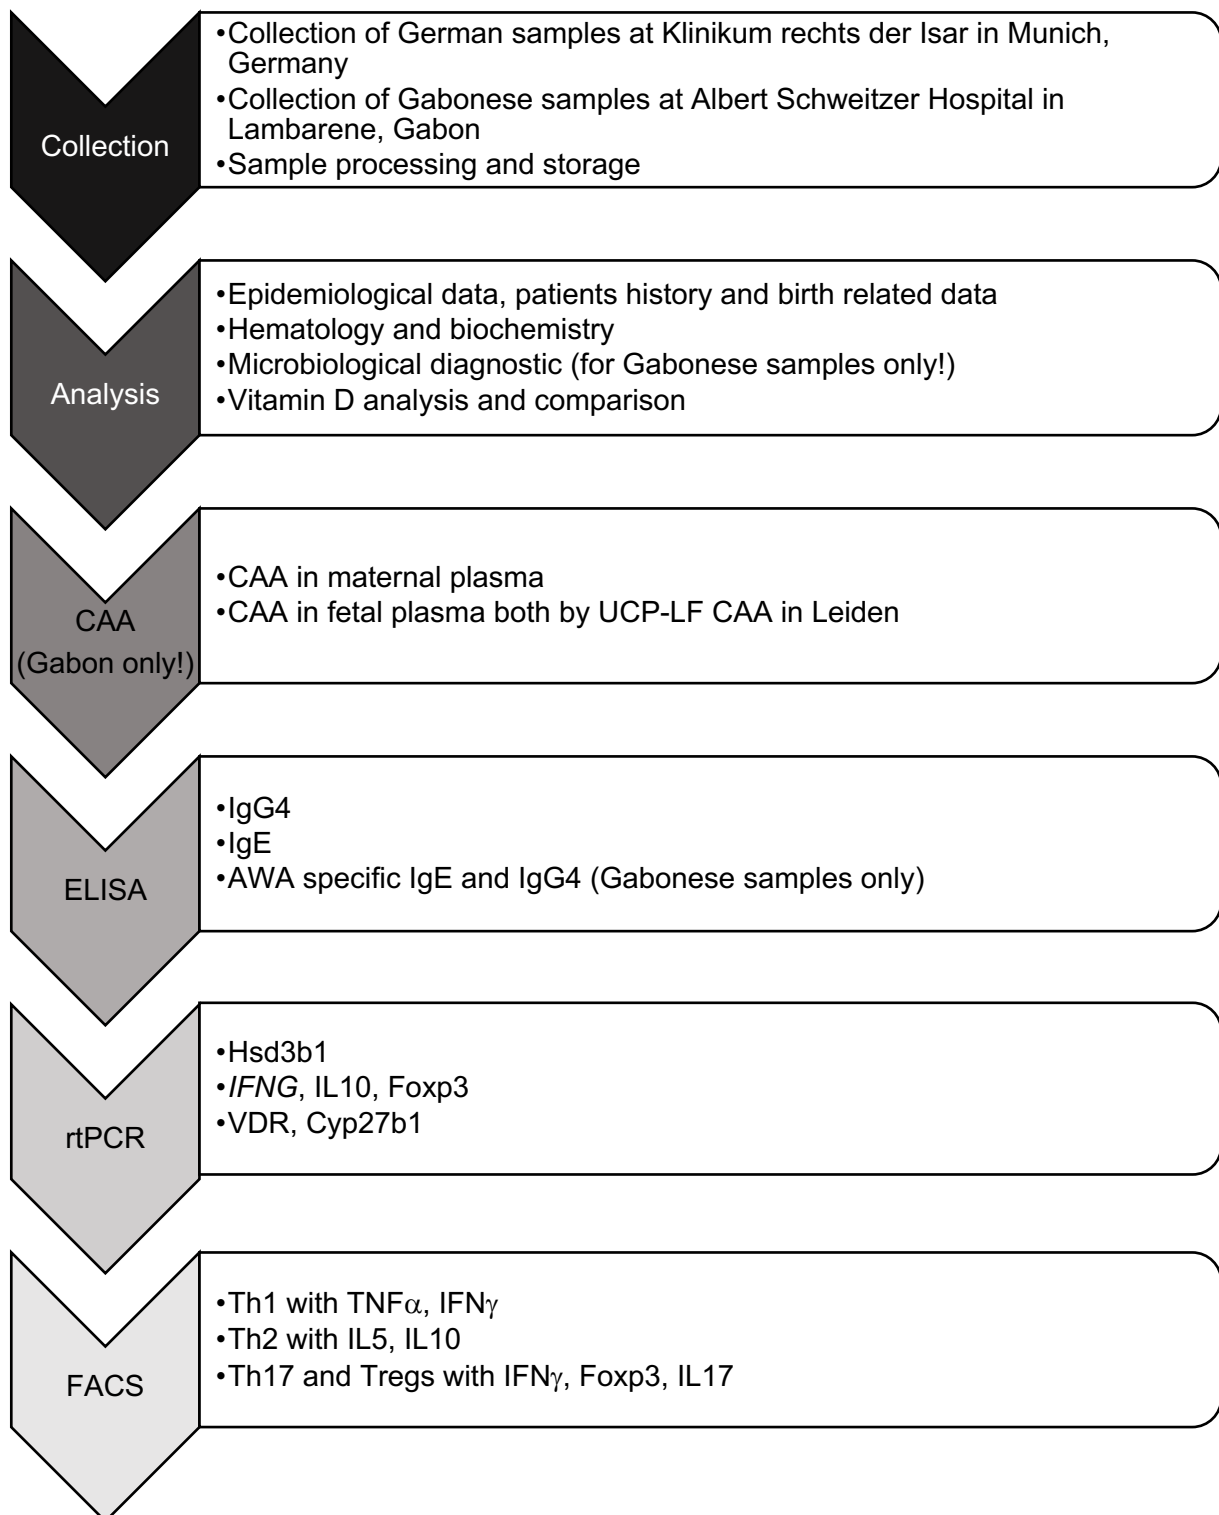 Collection
•Collection of German samples at Klinikum rechts der Isar in Munich,
Germany
•Collection of Gabonese samples at Albert Schweitzer Hospital in
Lambarene, Gabon
•Sample processing and storage
Analysis
•Epidemiological data, patients history and birth related data
•Hematology and biochemistry
•Microbiological diagnostic (for Gabonese samples only!)
•Vitamin D analysis and comparison
CAA
(Gabon only!)
•CAA in maternal plasma
•CAA in fetal plasma both by UCP-LF CAA in Leiden
ELISA
•IgG4
•IgE
•AWA specific IgE and IgG4 (Gabonese samples only)
rtPCR
•Hsd3b1
•IFNG, IL10, Foxp3
•VDR, Cyp27b1
FACS
•Th1 with TNFα, IFNγ
•Th2 with IL5, IL10
•Th17 and Tregs with IFNγ, Foxp3, IL17